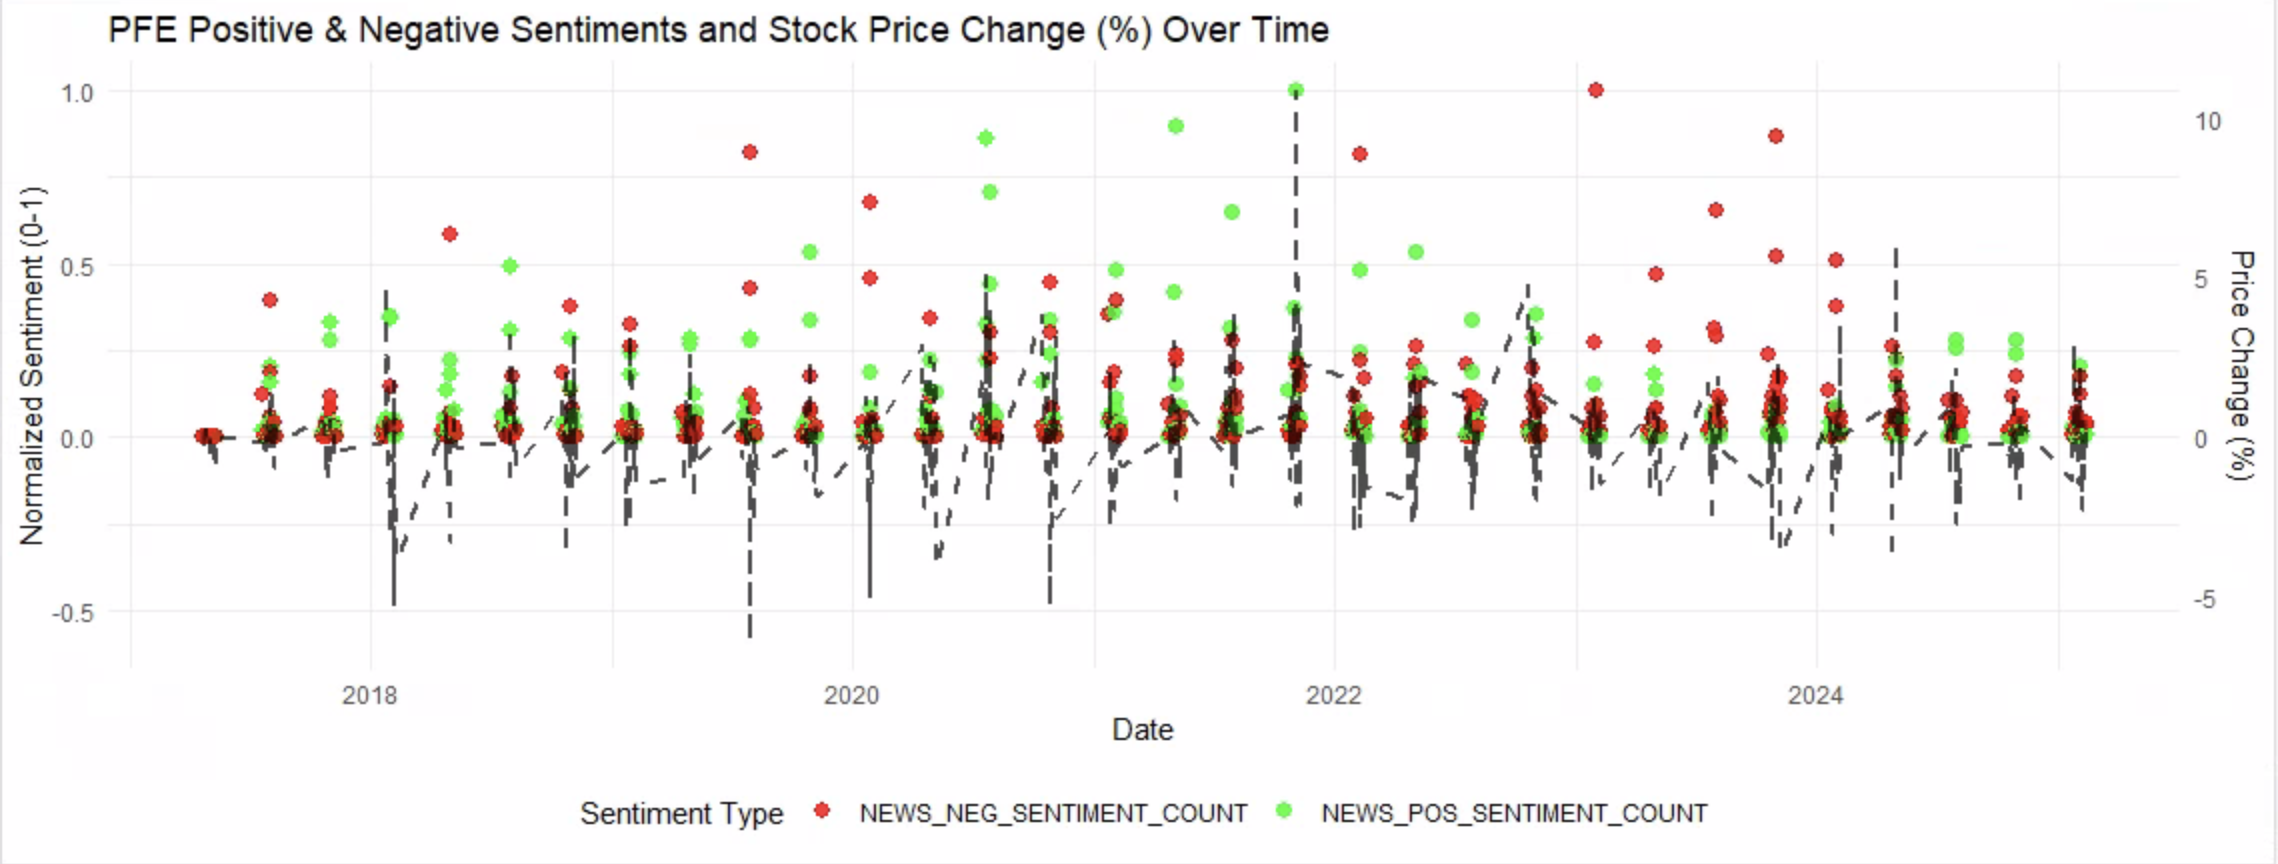 PFE Positive & Negative Sentiments and Stock Price Change (%) Over Time
1.0
0.5
0.0
-0.5
Normalized Sentiment (0-1)
10
5
0
-5
Price Change (%)
2018 2020 2022 2024
Date
Sentiment Type NEWS_NEG_SENTIMENT_COUNT NEWS_POS_SENTIMENT_COUNT